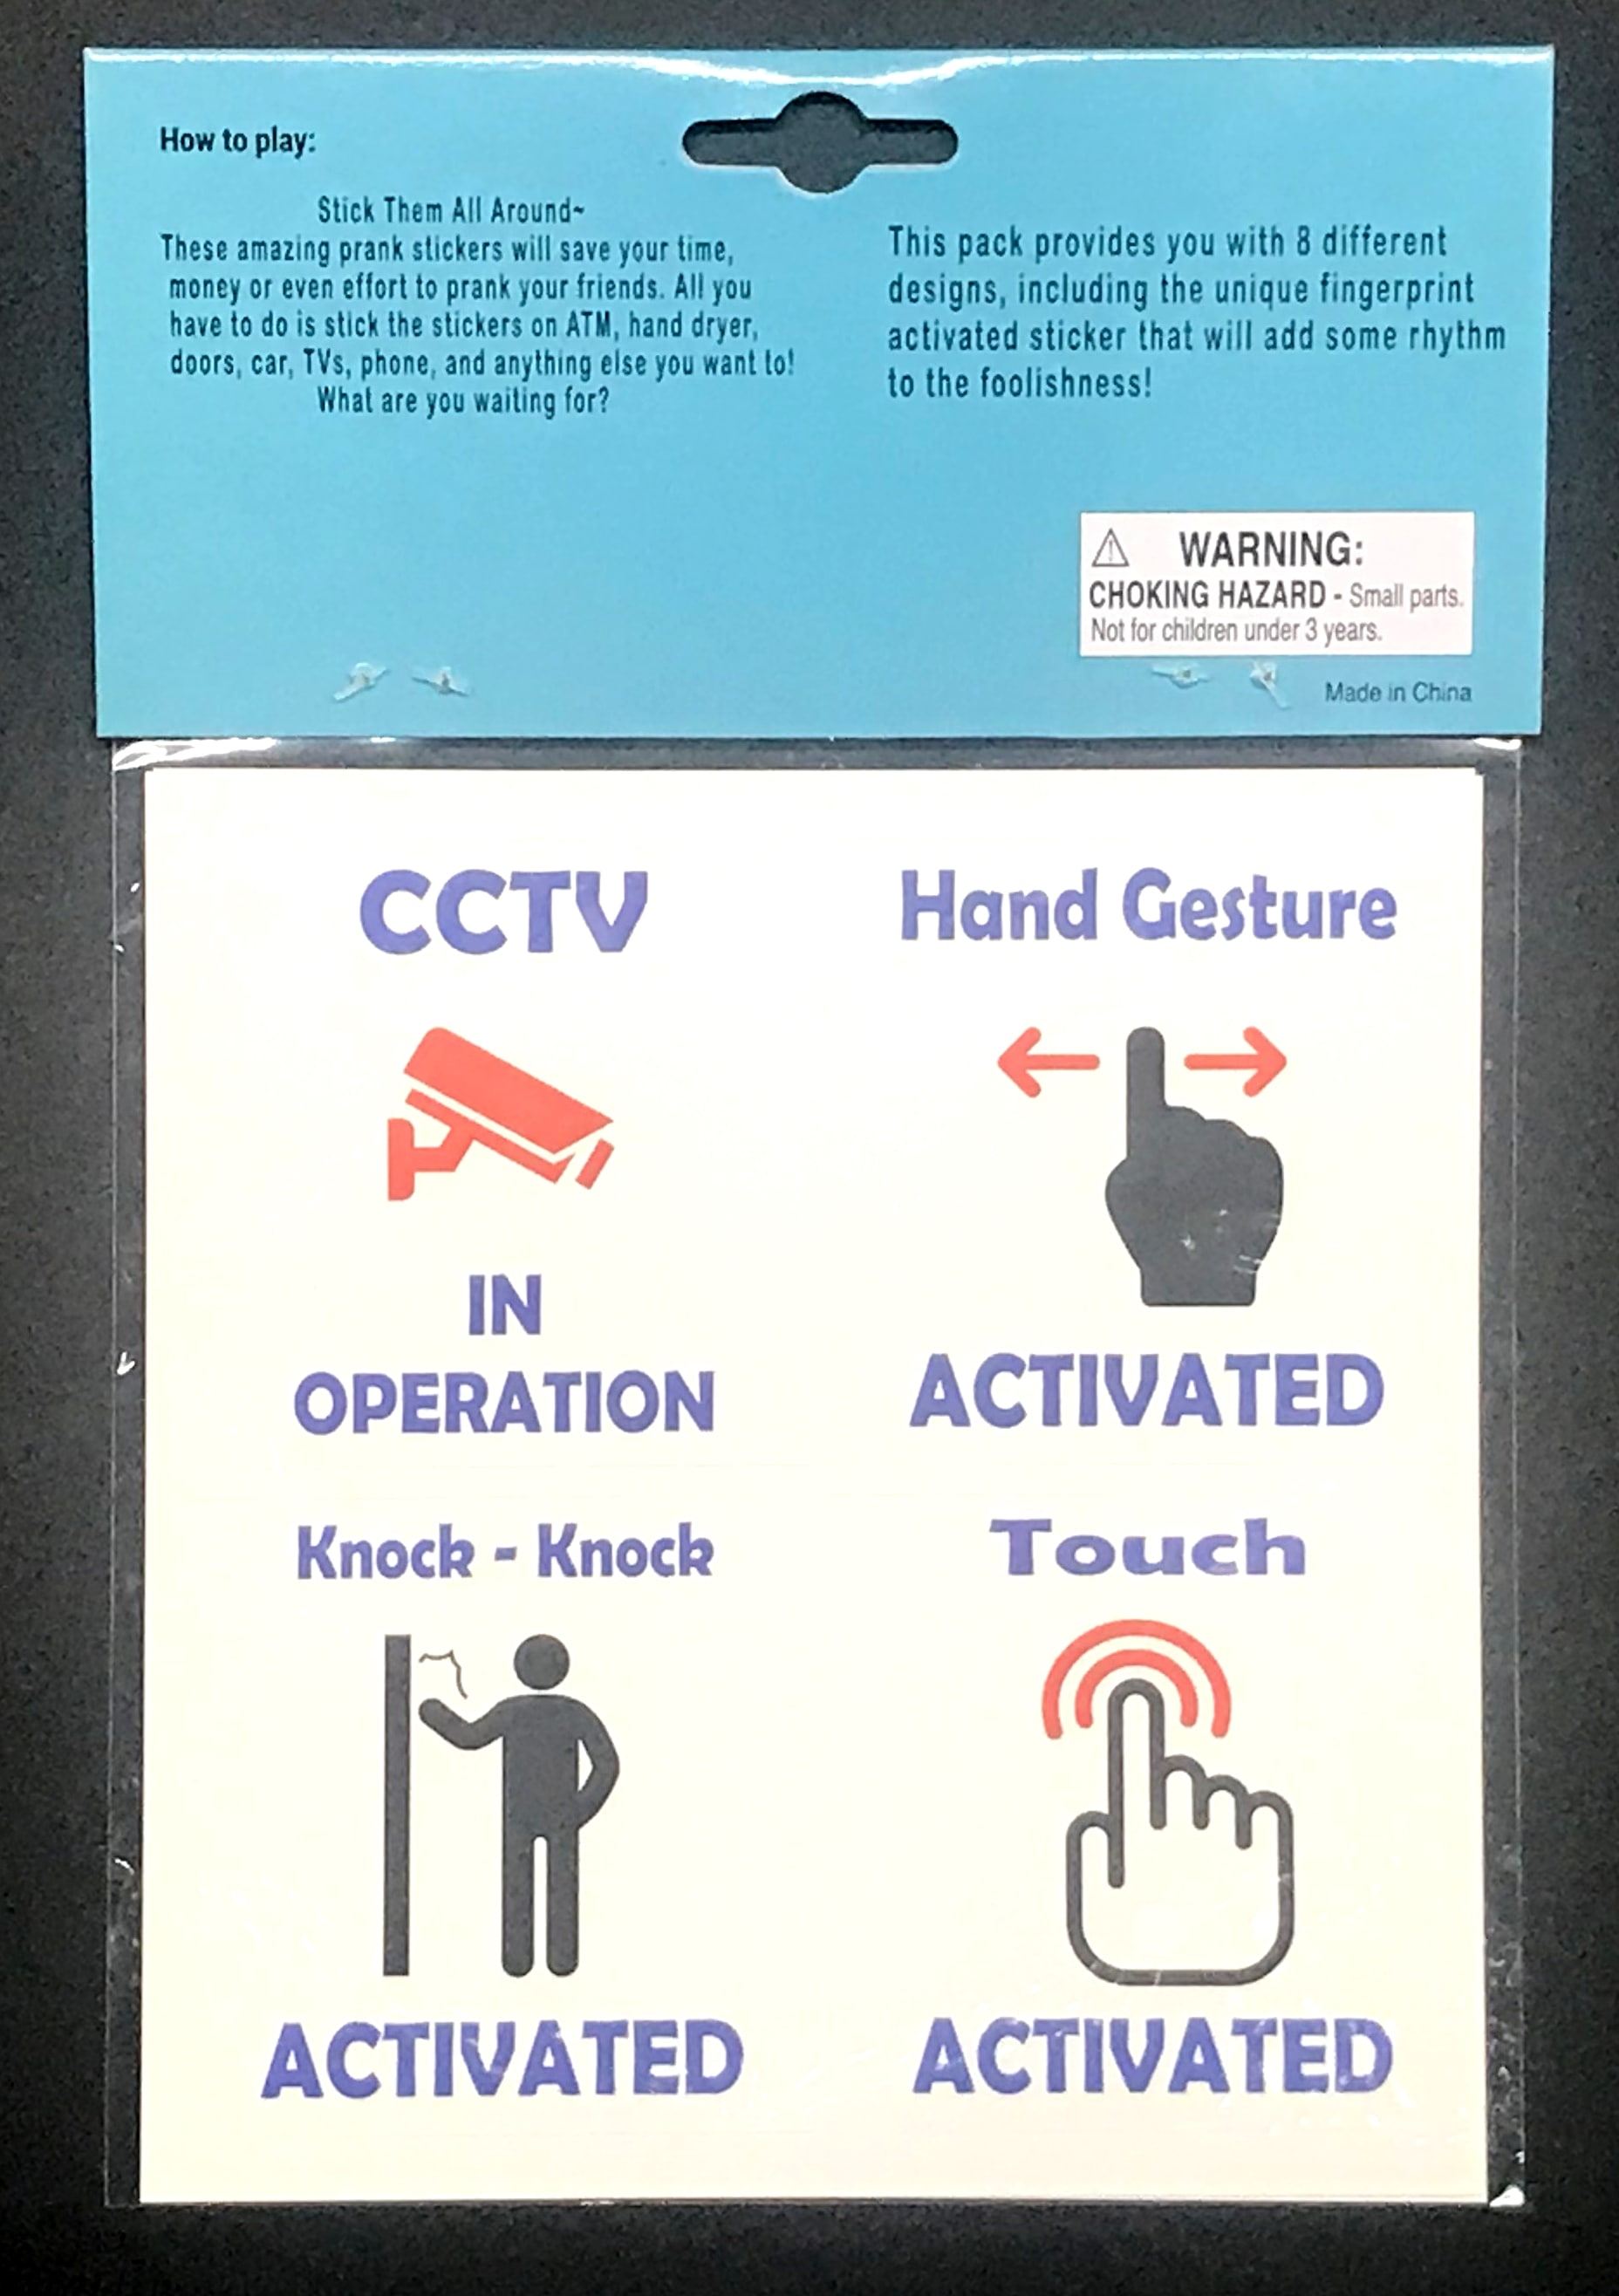 How to play:
Stick Them All Around~
These amazing prank stickers will save your time,
money or even effort to prank your friends. All you
have to do is stick the stickers on ATM, hand dryer,
doors, car, TVs, phone, and anything else you want to!
What are you waiting for?
This pack provides you with 8 different
designs, including the unique fingerprint
activated sticker that will add some rhythm
to the foolishness!
WARNING:
CHOKING HAZARD - Small parts.
Not for children under 3 years.
Made in China
CCTV
IN
OPERATION
Hand Gesture
ACTIVATED
Knock - Knock
ACTIVATED
Touch
ACTIVATED